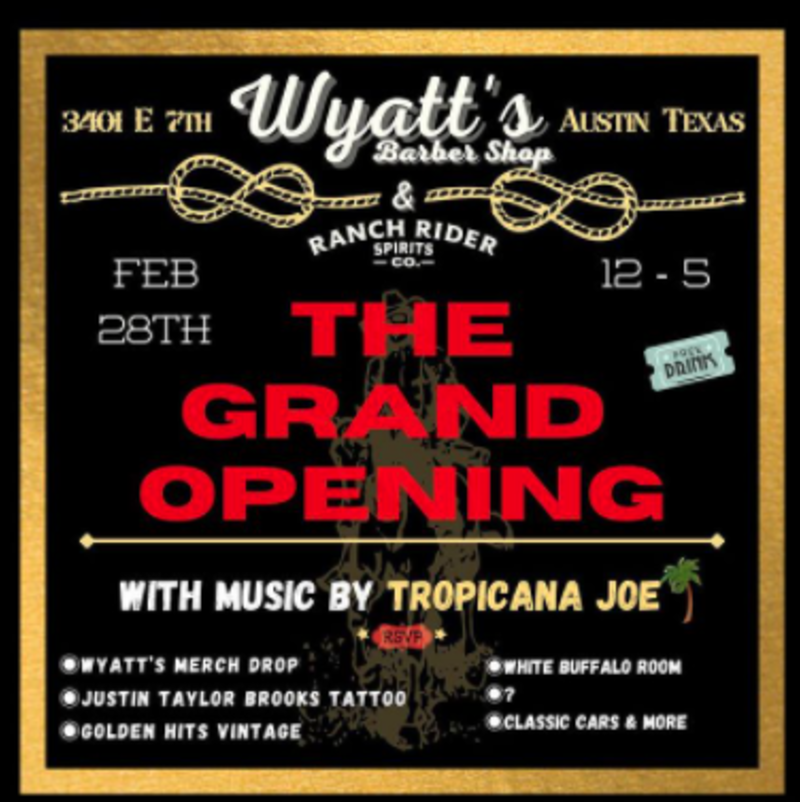 Wyatt's
3401 E 7TH
AUSTIN TEXAS
Barber Shop
&
RANCH RIDER
SPIRITS
CO.
FEB
28TH
12 - 5
FREE
DRINK
THE
GRAND
OPENING
WITH MUSIC BY TROPICANA JOE
RSVP
WYATT'S MERCH DROP
JUSTIN TAYLOR BROOKS TATTOO
GOLDEN HITS VINTAGE
WHITE BUFFALO ROOM
?
CLASSIC CARS & MORE